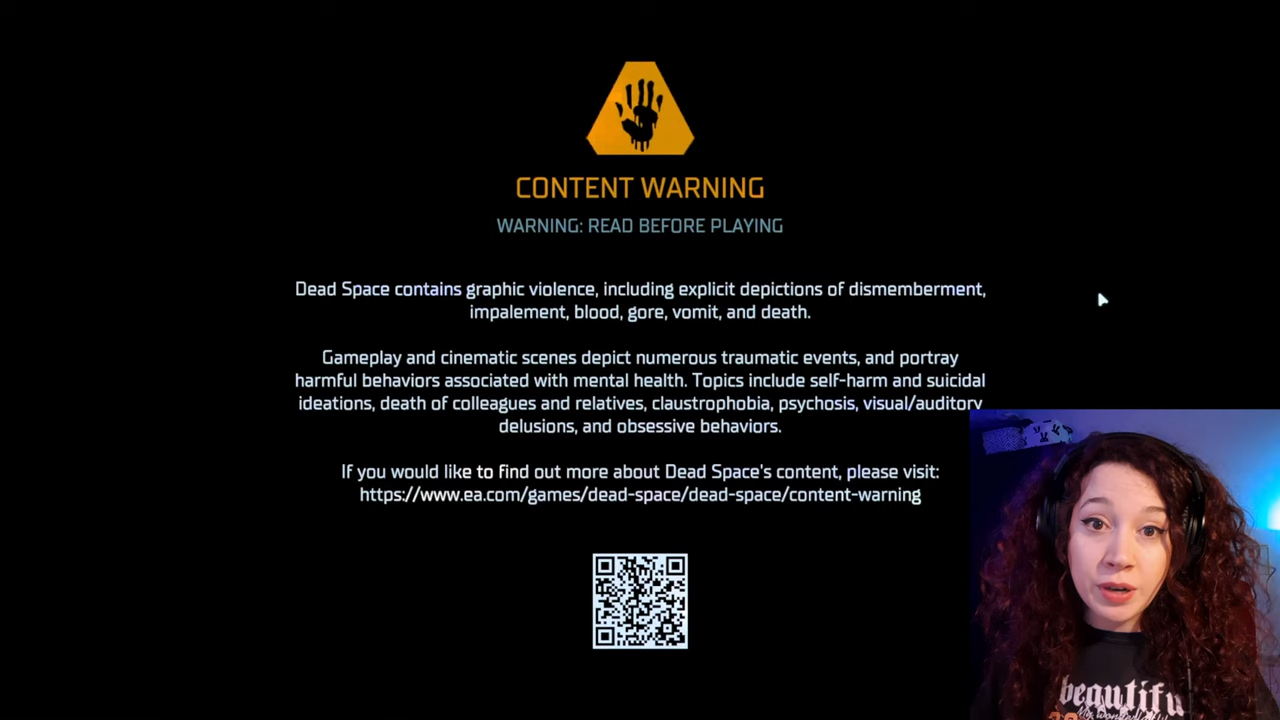 CONTENT WARNING
WARNING: READ BEFORE PLAYING
Dead Space contains graphic violence, including explicit depictions of dismemberment,
impalement, blood, gore, vomit, and death.
Gameplay and cinematic scenes depict numerous traumatic events, and portray
harmful behaviors associated with mental health. Topics include self-harm and suicidal
ideations, death of colleagues and relatives, claustrophobia, psychosis, visual/auditory
delusions, and obsessive behaviors.
If you would like to find out more about Dead Space's content, please visit:
https://www.ea.com/games/dead-space/dead-space/content-warning
beautifu